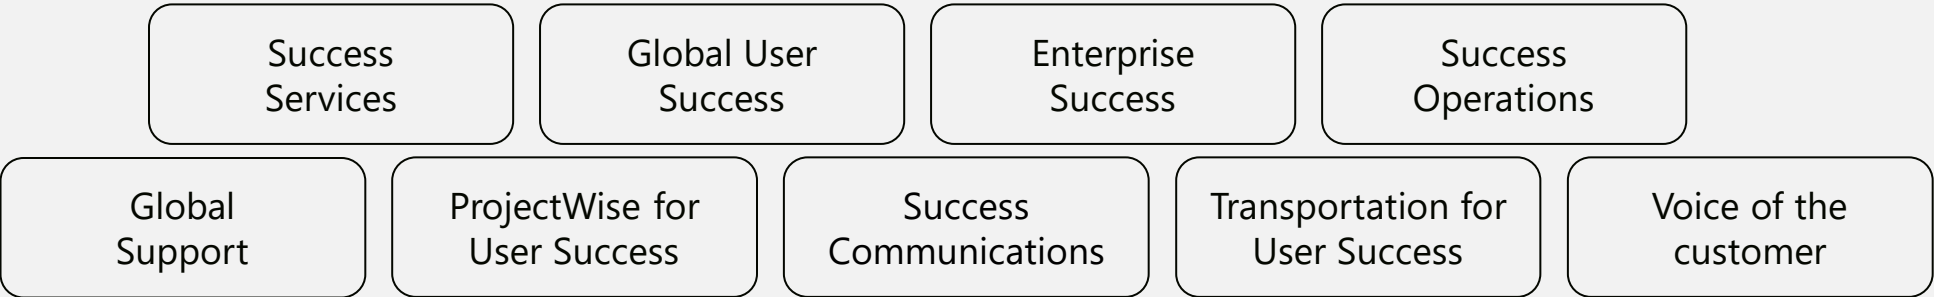 Success
Services
Global User
Success
Enterprise
Success
Success
Operations
Global
Support
ProjectWise for
User Success
Success
Communications
Transportation for
User Success
Voice of the
customer